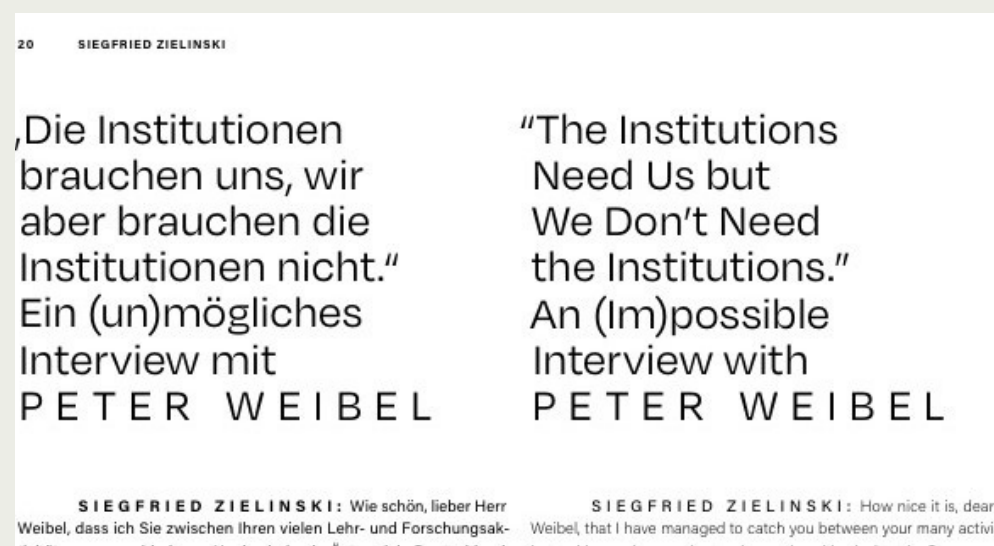 20 SIEGFRIED ZIELINSKI
‚Die Institutionen
brauchen uns, wir
aber brauchen die
Institutionen nicht.“
Ein (un)mögliches
Interview mit
PETER WEIBEL
“The Institutions
Need Us but
We Don’t Need
the Institutions.”
An (Im)possible
Interview with
PETER WEIBEL
SIEGFRIED ZIELINSKI: Wie schön, lieber Herr
Weibel, dass ich Sie zwischen Ihren vielen Lehr- und Forschungsak-
SIEGFRIED ZIELINSKI: How nice it is, dear
Weibel, that I have managed to catch you between your many activi